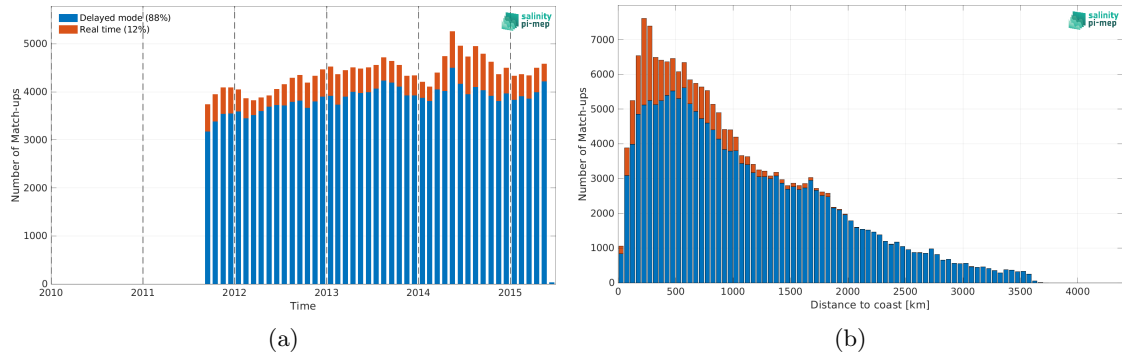 Delayed mode (88%)
Real time (12%)
salinity
pi-mep
5000
4000
3000
2000
1000
0
Number of Match-ups
2010
2011
2012
2013
2014
2015
Time
(a)
salinity
pi-mep
7000
6000
5000
4000
3000
2000
1000
0
Number of Match-ups
0
500
1000
1500
2000
2500
3000
3500
4000
Distance to coast [km]
(b)